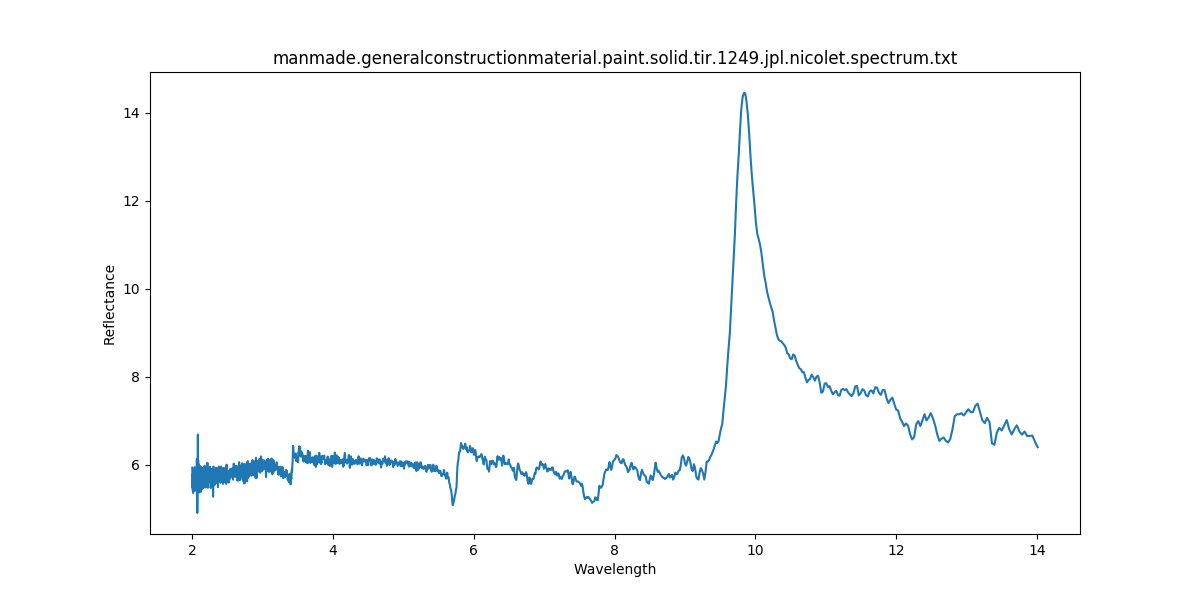 manmade.generalconstructionmaterial.paint.solid.tir.1249.jpl.nicolet.spectrum.txt
14
12
10
8
6
Reflectance
2 4 6 8 10 12 14
Wavelength